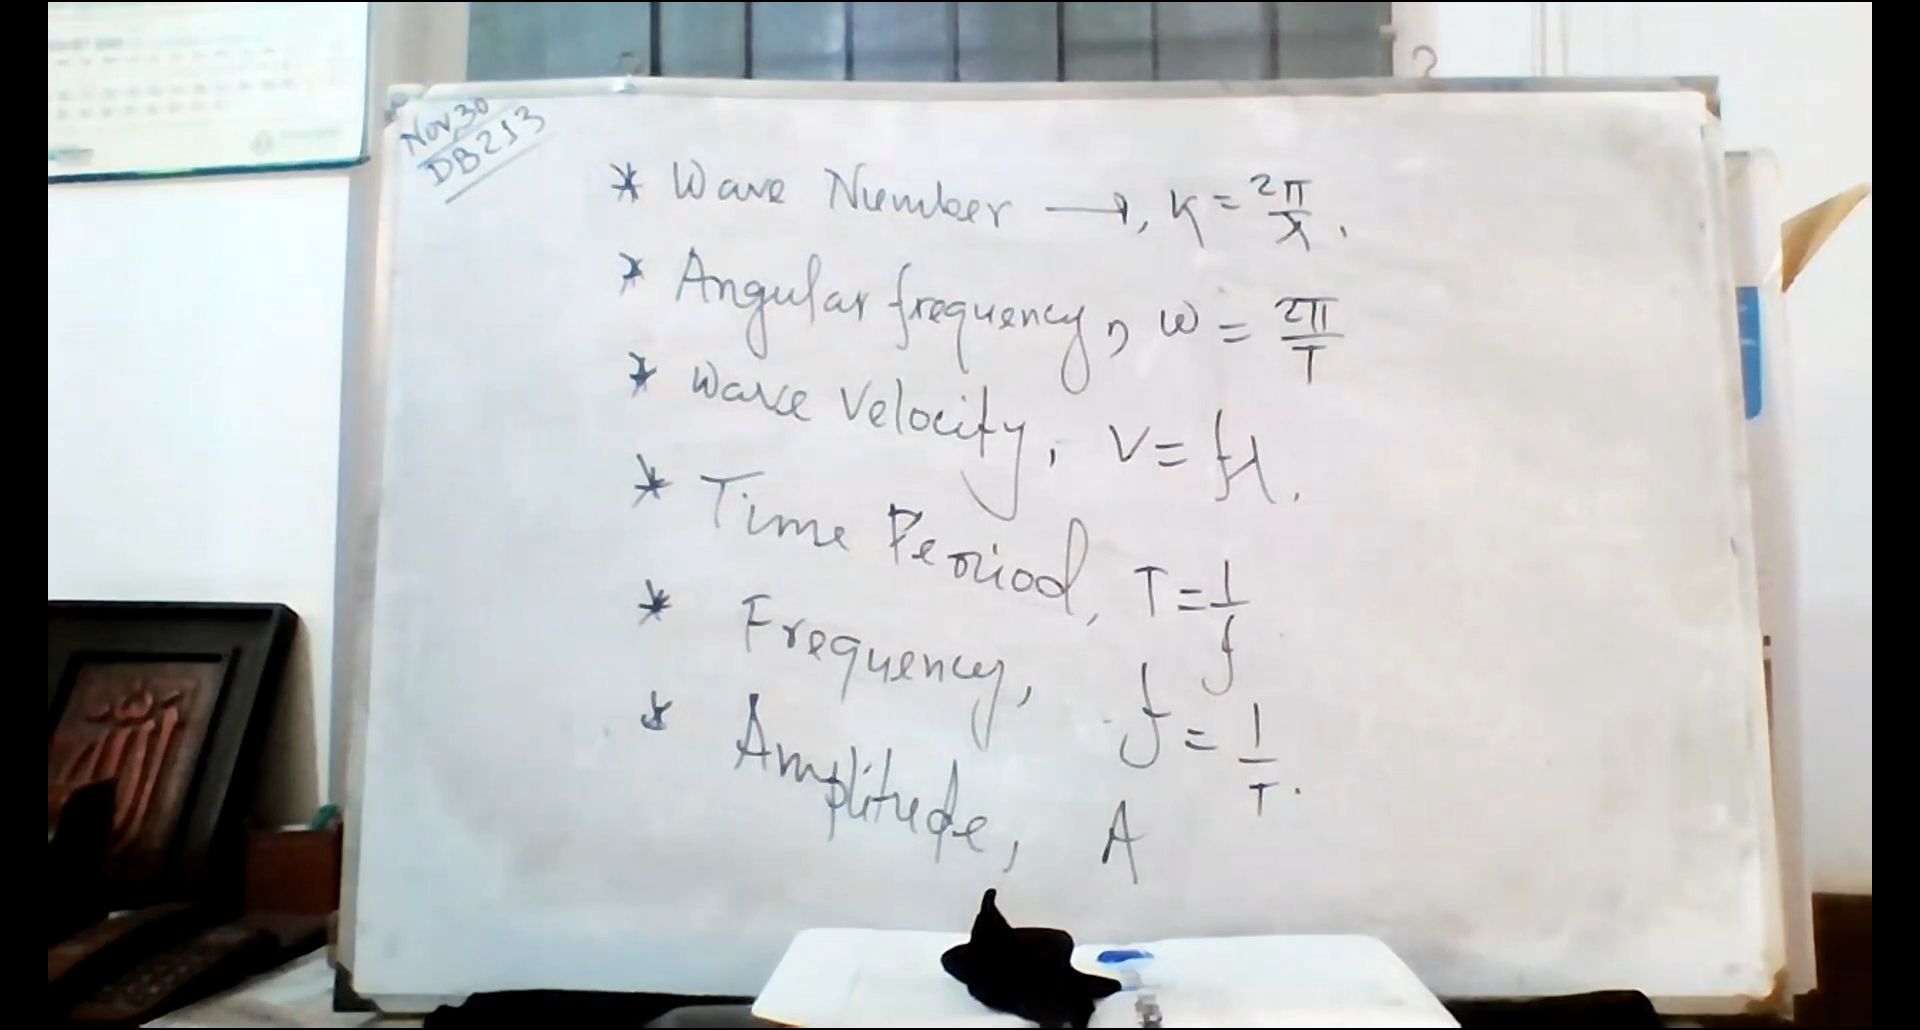 Nov, 30
DB213
* Wave Number →, K = 2π/λ.
* Angular frequency, ω = 2π/T
* Wave Velocity, V = fλ.
* Time Period, T = 1/f
* Frequency, f = 1/T.
* Amplitude, A